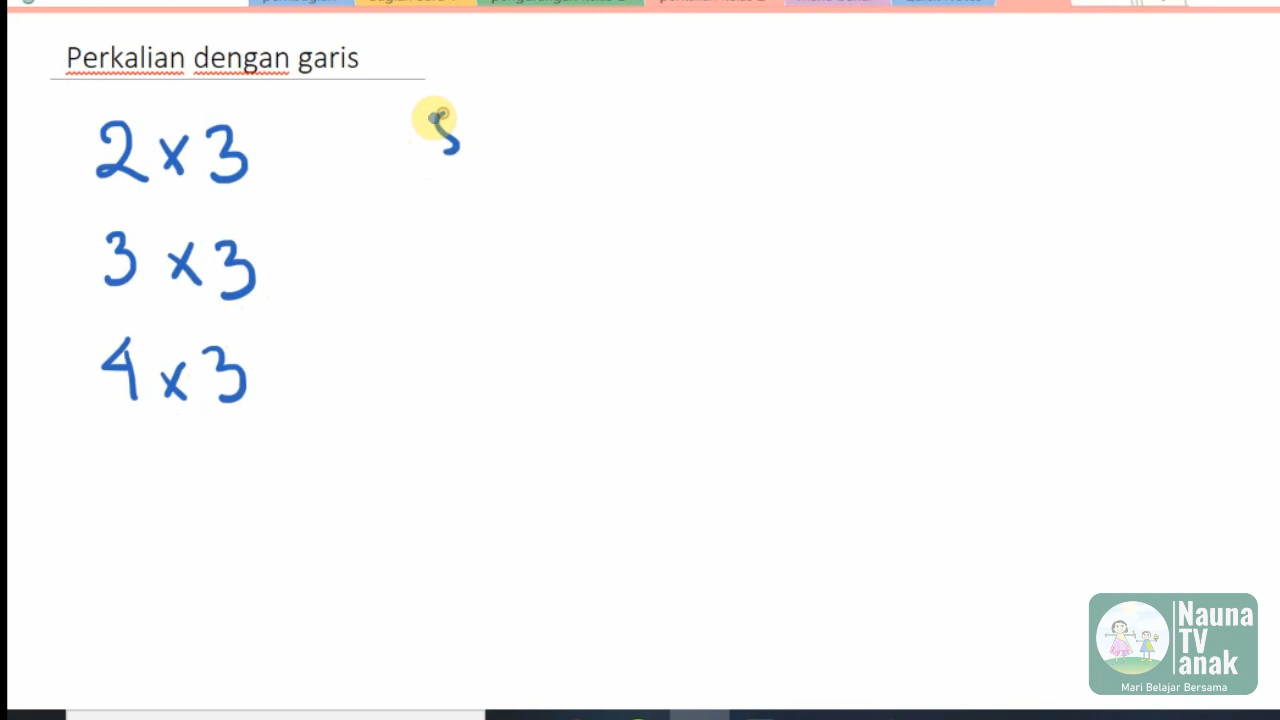 Perkalian dengan garis
2 x 3
3 x 3
4 x 3
Nauna
TV
anak
Mari Belajar Bersama